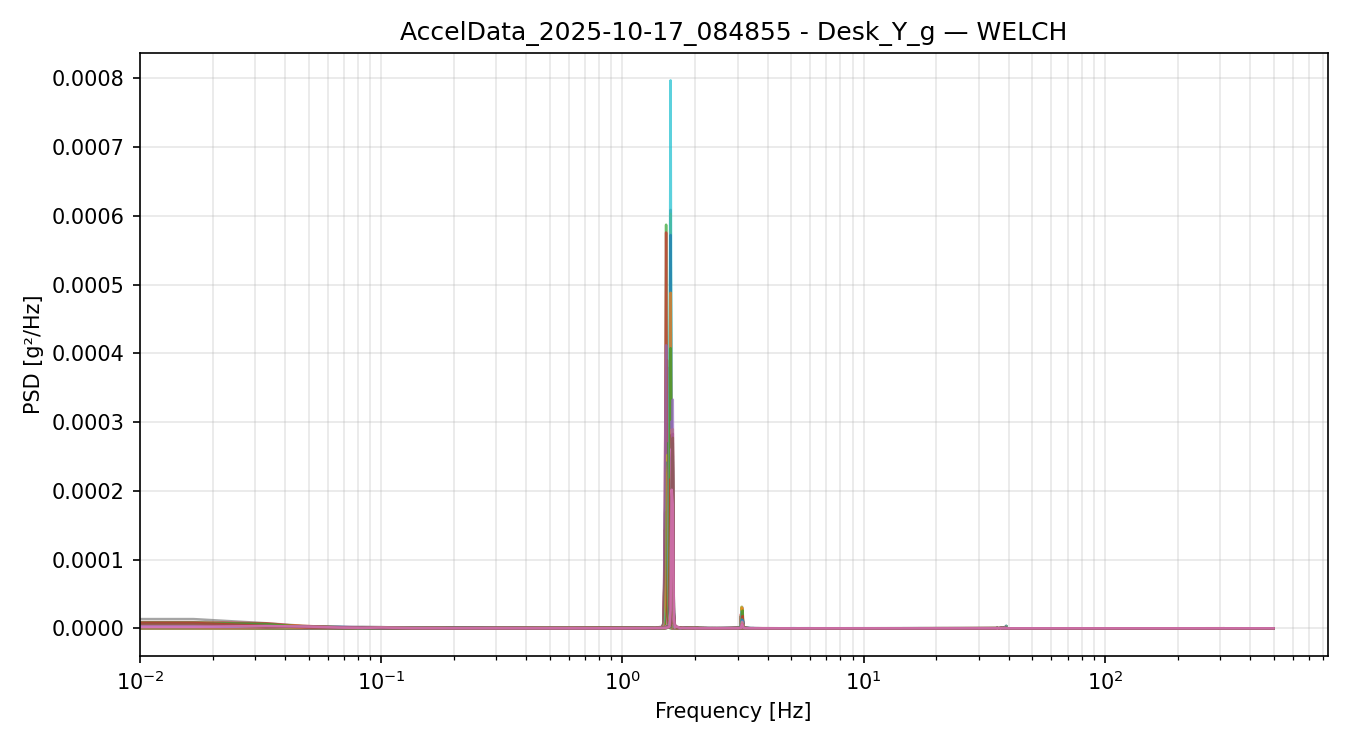 AccelData_2025-10-17_084855 - Desk_Y_g — WELCH
PSD [g²/Hz]
0.0008
0.0007
0.0006
0.0005
0.0004
0.0003
0.0002
0.0001
0.0000
10⁻² 10⁻¹ 10⁰ 10¹ 10²
Frequency [Hz]